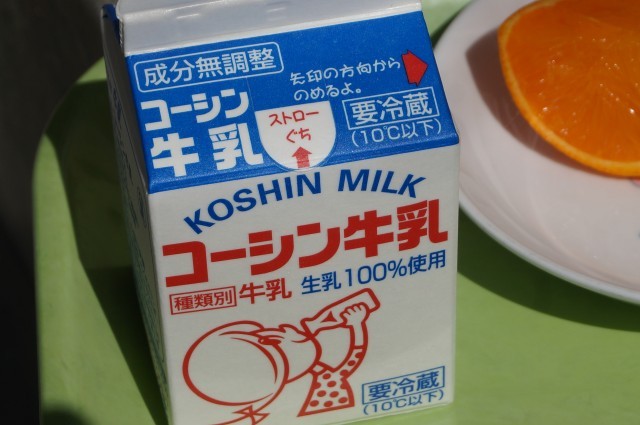 成分無調整
矢印の方向から
のめるよ。
コーシン
牛乳
ストロー
ぐち
要冷蔵
(10℃以下)
KOSHIN MILK
コーシン牛乳
種類別 牛乳 生乳100%使用
要冷蔵
(10℃以下)